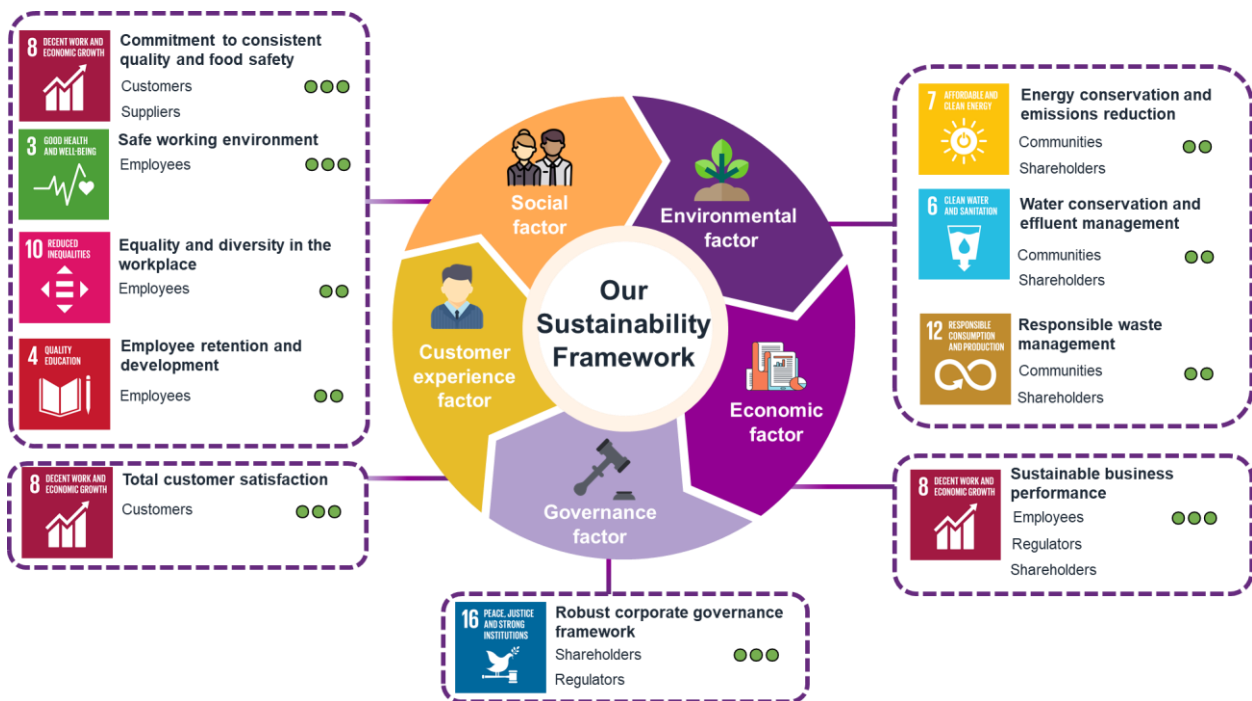 8 DECENT WORK AND
ECONOMIC GROWTH
Commitment to consistent
quality and food safety
Customers
Suppliers
3 GOOD HEALTH
AND WELL-BEING
Safe working environment
Employees
10 REDUCED
INEQUALITIES
Equality and diversity in the
workplace
Employees
4 QUALITY
EDUCATION
Employee retention and
development
Employees
8 DECENT WORK AND
ECONOMIC GROWTH
Total customer satisfaction
Customers
Social
factor
Environmental
factor
Customer
experience
factor
Economic
factor
Governance
factor
Our
Sustainability
Framework
7 AFFORDABLE AND
CLEAN ENERGY
Energy conservation and
emissions reduction
Communities
Shareholders
6 CLEAN WATER
AND SANITATION
Water conservation and
effluent management
Communities
Shareholders
12 RESPONSIBLE
CONSUMPTION
AND PRODUCTION
Responsible waste
management
Communities
Shareholders
8 DECENT WORK AND
ECONOMIC GROWTH
Sustainable business
performance
Employees
Regulators
Shareholders
16 PEACE, JUSTICE
AND STRONG
INSTITUTIONS
Robust corporate governance
framework
Shareholders
Regulators